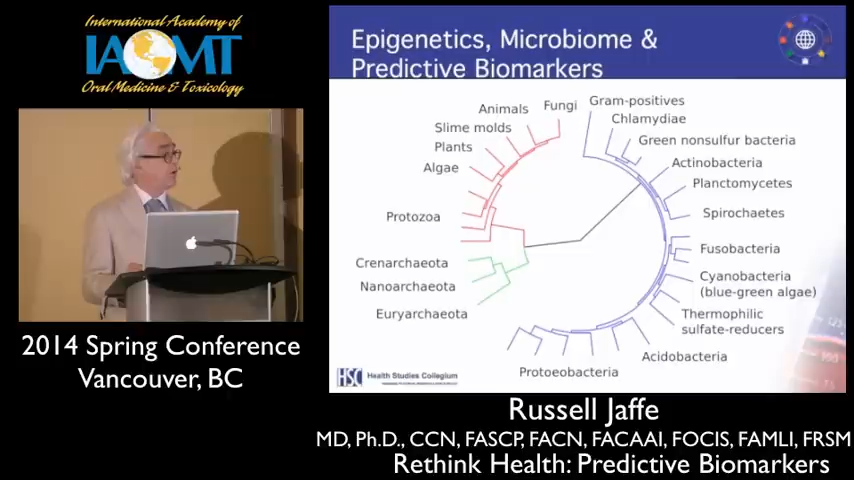 International Academy of
IAOMT
Oral Medicine & Toxicology
2014 Spring Conference
Vancouver, BC
Epigenetics, Microbiome &
Predictive Biomarkers
Animals
Fungi
Gram-positives
Slime molds
Chlamydiae
Plants
Green nonsulfur bacteria
Algae
Actinobacteria
Planctomycetes
Protozoa
Spirochaetes
Fusobacteria
Crenarchaeota
Cyanobacteria
(blue-green algae)
Nanoarchaeota
Euryarchaeota
Thermophilic
sulfate-reducers
Acidobacteria
Protoeobacteria
HSC Health Studies Collegium
Russell Jaffe
MD, Ph.D., CCN, FASCP, FACN, FACAAI, FOCIS, FAMLI, FRSM
Rethink Health: Predictive Biomarkers